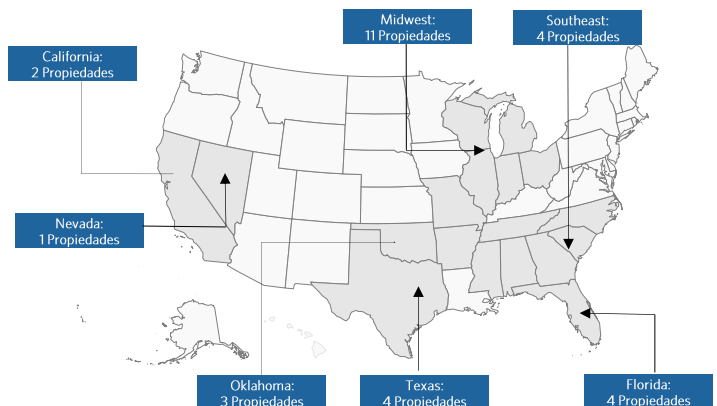 Midwest:
11 Propiedades
Southeast:
4 Propiedades
California:
2 Propiedades
Nevada:
1 Propiedades
Oklahoma:
3 Propiedades
Texas:
4 Propiedades
Florida:
4 Propiedades